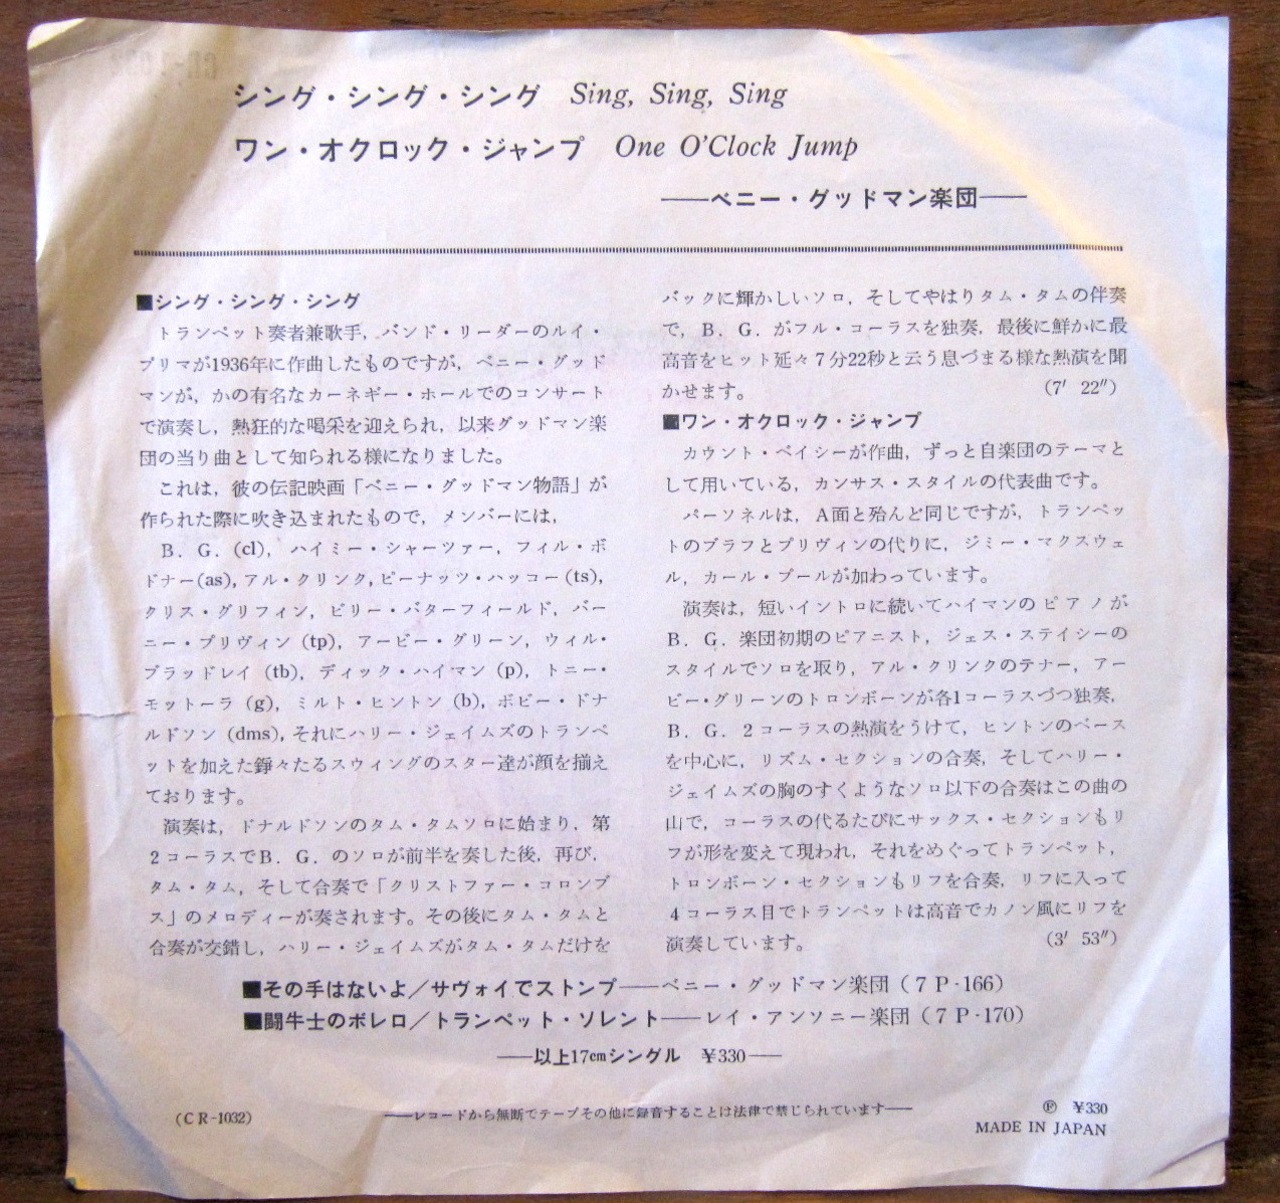 シング・シング・シング Sing, Sing, Sing
ワン・オクロック・ジャンプ One O'Clock Jump
——ベニー・グッドマン楽団——
■シング・シング・シング
トランペット奏者兼歌手，バンド・リーダーのルイ・
プリマが1936年に作曲したものですが，ベニー・グッド
マンが，かの有名なカーネギー・ホールでのコンサート
で演奏し，熱狂的な喝采を迎えられ，以来グッドマン楽
団の当り曲として知られる様になりました。
これは，彼の伝記映画「ベニー・グッドマン物語」が
作られた際に吹き込まれたもので，メンバーには，
B．G．(cl)，ハイミー・シャーツァー，フィル・ボ
ドナー(as)，アル・クリンク，ピーナッツ・ハッコー(ts)，
クリス・グリフィン，ビリー・バターフィールド，バー
ニー・プリヴィン (tp)，アービー・グリーン，ウィル・
ブラッドレイ (tb)，ディック・ハイマン (p)，トニー・
モットーラ (g)，ミルト・ヒントン (b)，ボビー・ドナ
ルドソン (dms)，それにハリー・ジェイムズのトランペ
ットを加えた錚々たるスウィングのスター達が顔を揃え
ております。
演奏は，ドナルドソンのタム・タムソロに始まり，第
2コーラスでB．G．のソロが前半を奏した後，再び，
タム・タム，そして合奏で「クリストファー・コロンブ
ス」のメロディーが奏されます。その後にタム・タムと
合奏が交錯し，ハリー・ジェイムズがタム・タムだけを
バックに輝かしいソロ，そしてやはりタム・タムの伴奏
で，B．G．がフル・コーラスを独奏，最後に鮮かに最
高音をヒット延々7分22秒と云う息づまる様な熱演を聞
かせます。 (7′ 22″)
■ワン・オクロック・ジャンプ
カウント・ベイシーが作曲，ずっと自楽団のテーマと
して用いている，カンサス・スタイルの代表曲です。
パーソネルは，A面と殆んど同じですが，トランペッ
トのブラフとプリヴィンの代りに，ジミー・マクスウェ
ル，カール・プールが加わっています。
演奏は，短いイントロに続いてハイマンのピアノが
B．G．楽団初期のピアニスト，ジェス・ステイシーの
スタイルでソロを取り，アル・クリンクのテナー，アー
ビー・グリーンのトロンボーンが各1コーラスづつ独奏，
B．G．2コーラスの熱演をうけて，ヒントンのベース
を中心に，リズム・セクションの合奏，そしてハリー・
ジェイムズの胸のすくようなソロ以下の合奏はこの曲の
山で，コーラスの代るたびにサックス・セクションもリ
フが形を変えて現われ，それをめぐってトランペット，
トロンボーン・セクションもリフを合奏，リフに入って
4コーラス目でトランペットは高音でカノン風にリフを
演奏しています。 (3′ 53″)
■その手はないよ／サヴォイでストンプ——ベニー・グッドマン楽団（7P-166）
■闘牛士のボレロ／トランペット・ソレント——レイ・アンソニー楽団（7P-170）
——以上17cmシングル ¥330——
(CR-1032)
——レコードから無断でテープその他に録音することは法律で禁じられています——
Ⓟ ¥330
MADE IN JAPAN